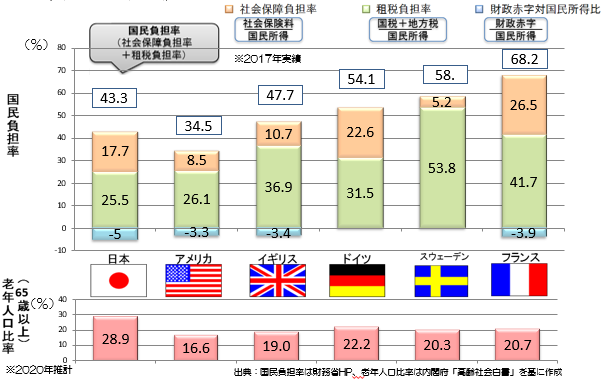 社会保障負担率 租税負担率 財政赤字対国民所得比
社会保険料 国税+地方税 財政赤字
国民所得 国民所得 国民所得
国民負担率
(社会保障負担率
+租税負担率)
※2017年実績
(%)
国民負担率
80
70
60
50
40
30
20
10
0
-10
43.3 34.5 47.7 54.1 58. 68.2
17.7 8.5 10.7 22.6 5.2 26.5
25.5 26.1 36.9 31.5 53.8 41.7
-5 -3.3 -3.4 -3.9
日本 アメリカ イギリス ドイツ スウェーデン フランス
老年人口比率
(65歳以上)
(%)
40
30
20
10
0
28.9 16.6 19.0 22.2 20.3 20.7
※2020年推計
出典:国民負担率は財務省HP、老年人口比率は内閣府「高齢社会白書」を基に作成